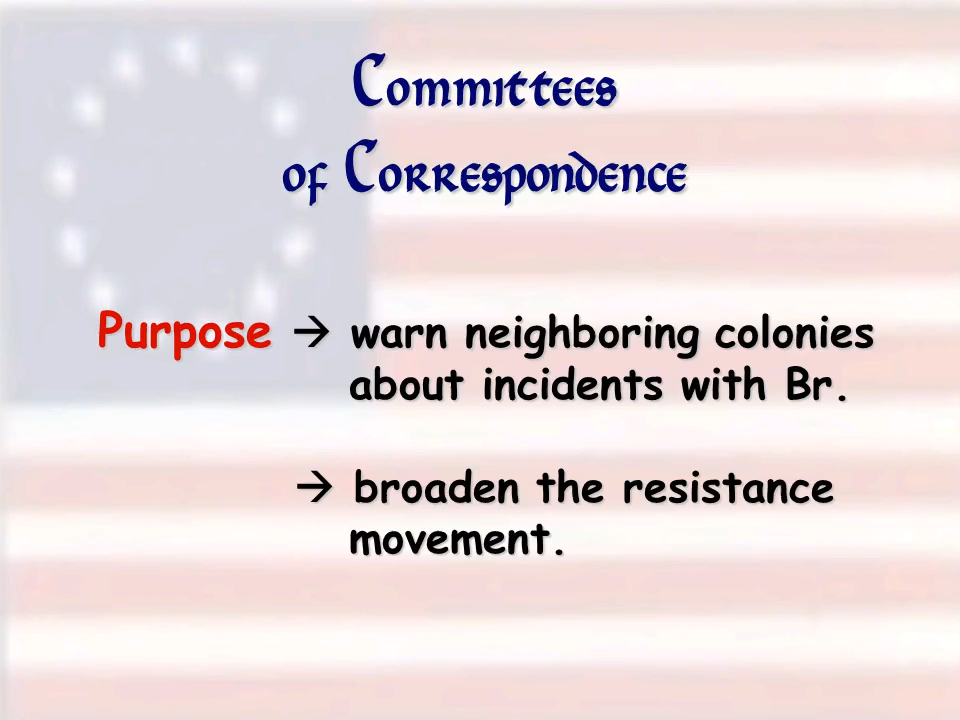 Committees
of Correspondence
Purpose → warn neighboring colonies
about incidents with Br.
→ broaden the resistance
movement.